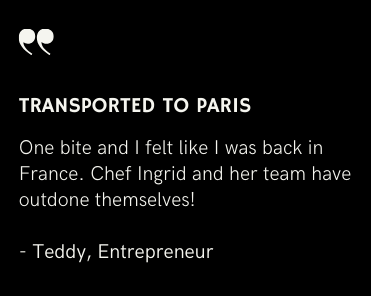 ❞
TRANSPORTED TO PARIS
One bite and I felt like I was back in
France. Chef Ingrid and her team have
outdone themselves!
- Teddy, Entrepreneur